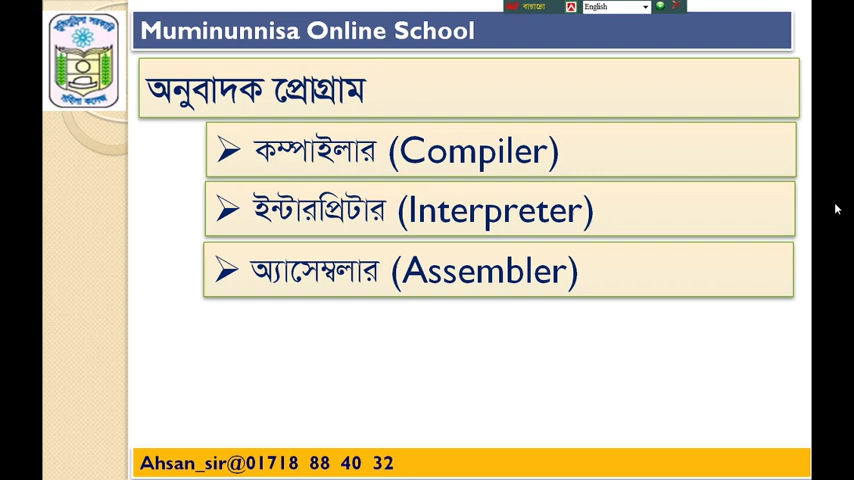 বায়ান্নো
English
Muminunnisa Online School
অনুবাদক প্রোগ্রাম
➢ কম্পাইলার (Compiler)
➢ ইন্টারপ্রিটার (Interpreter)
➢ অ্যাসেম্বলার (Assembler)
Ahsan_sir@01718 88 40 32